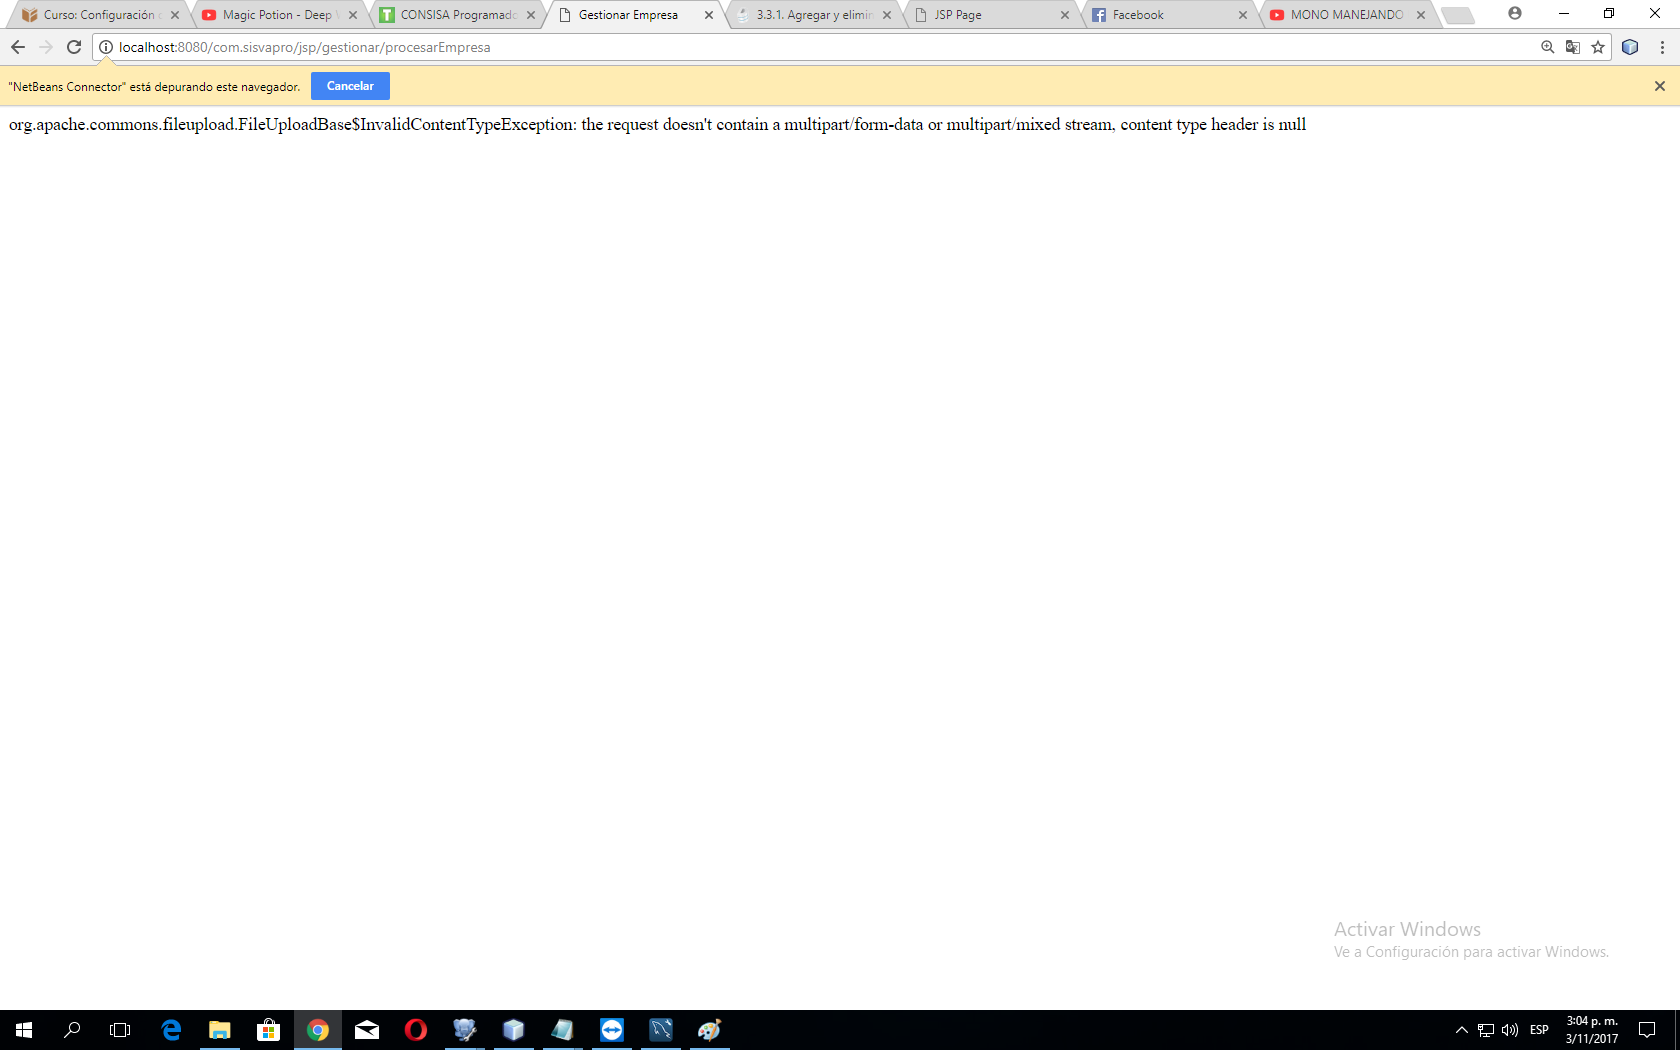 Curso: Configuración
Magic Potion - Deep
CONSISA Programado
Gestionar Empresa
3.3.1. Agregar y elimin
JSP Page
Facebook
MONO MANEJANDO
localhost:8080/com.sisvapro/jsp/gestionar/procesarEmpresa
"NetBeans Connector" está depurando este navegador.
Cancelar
org.apache.commons.fileupload.FileUploadBase$InvalidContentTypeException: the request doesn't contain a multipart/form-data or multipart/mixed stream, content type header is null
Activar Windows
Ve a Configuración para activar Windows.
ESP
3:04 p. m.
3/11/2017